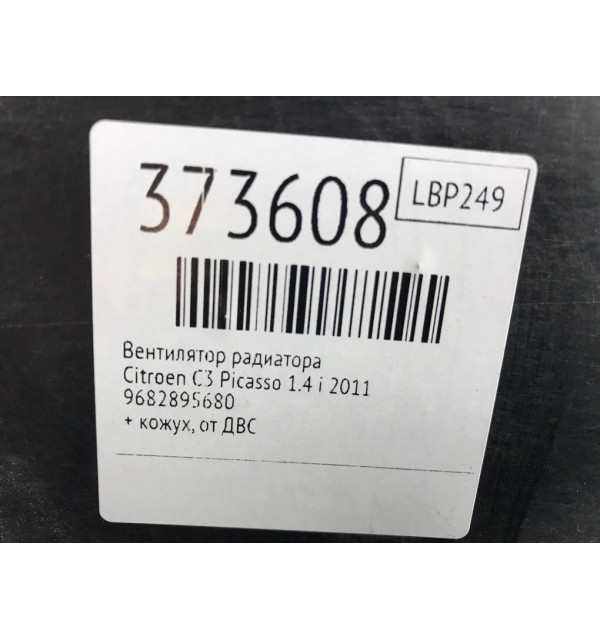 373608
LBP249
Вентилятор радиатора
Citroen C3 Picasso 1.4 i 2011
9682895680
+ кожух, от ДВС